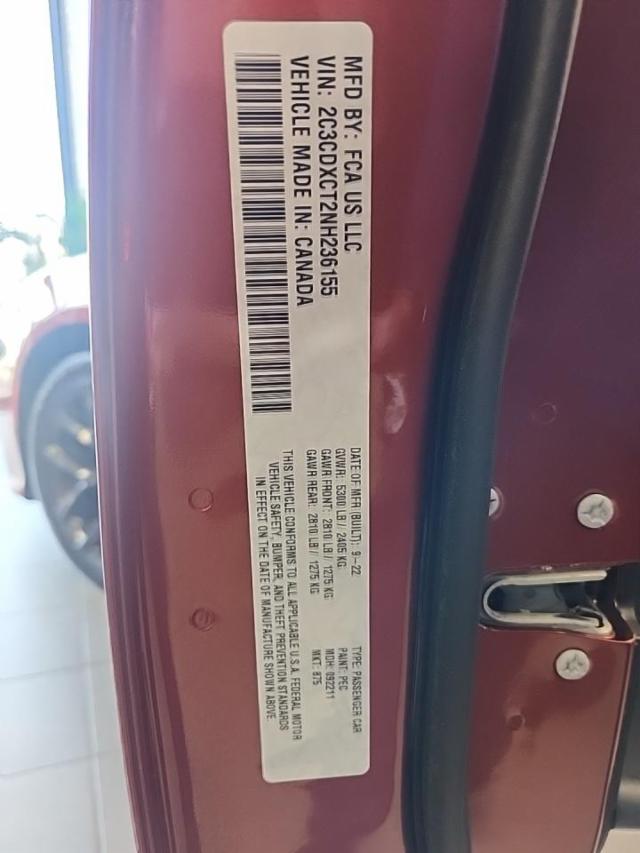 MFD BY: FCA US LLC
VIN: 2C3CDXCT2NH236155
VEHICLE MADE IN: CANADA
DATE OF MFR (BUILT): 9-22
GVWR: 5300 LB // 2405 KG
GAWR FRONT: 2810 LB // 1275 KG
GAWR REAR: 2810 LB // 1275 KG
TYPE: PASSENGER CAR
PAINT: PEC
MDH: 092211
MKT: 875
THIS VEHICLE CONFORMS TO ALL APPLICABLE U.S.A. FEDERAL MOTOR
VEHICLE SAFETY, BUMPER, AND THEFT PREVENTION STANDARDS
IN EFFECT ON THE DATE OF MANUFACTURE SHOWN ABOVE.